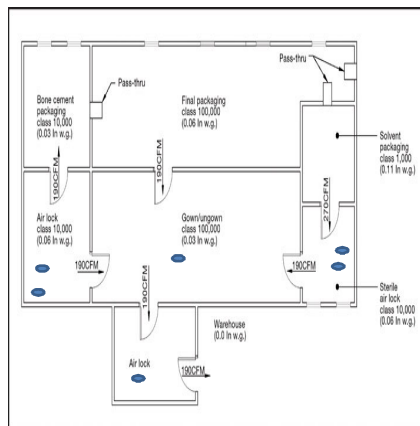 Pass-thru
Bone cement
packaging
class 10,000
(0.03 In w.g.)
Pass-thru
Final packaging
class 100,000
(0.06 In w.g.)
Solvent
packaging
class 1,000
(0.11 In w.g.)
190CFM
190CFM
270CFM
Air lock
class 10,000
(0.06 In w.g.)
Gown/ungown
class 100,000
(0.03 In w.g.)
190CFM
190CFM
190CFM
Sterile
air lock
class 10,000
(0.06 In w.g.)
Warehouse
(0.0 In w.g.)
Air lock
190CFM